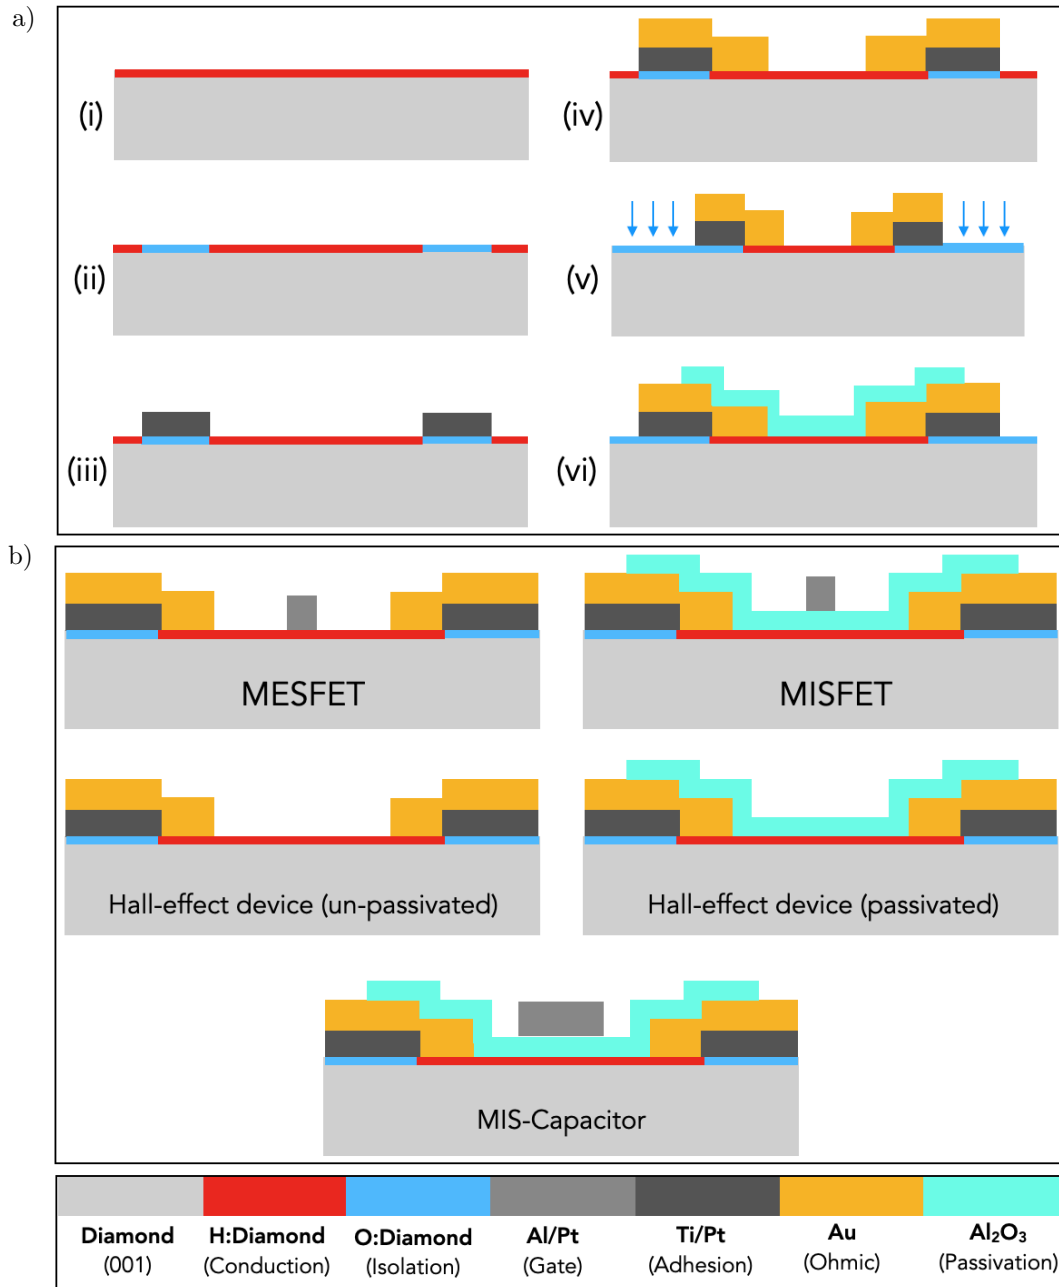 a)
(i)
(ii)
(iii)
(iv)
(v)
(vi)
b)
MESFET
MISFET
Hall-effect device (un-passivated)
Hall-effect device (passivated)
MIS-Capacitor
Diamond
(001)
H:Diamond
(Conduction)
O:Diamond
(Isolation)
Al/Pt
(Gate)
Ti/Pt
(Adhesion)
Au
(Ohmic)
Al₂O₃
(Passivation)